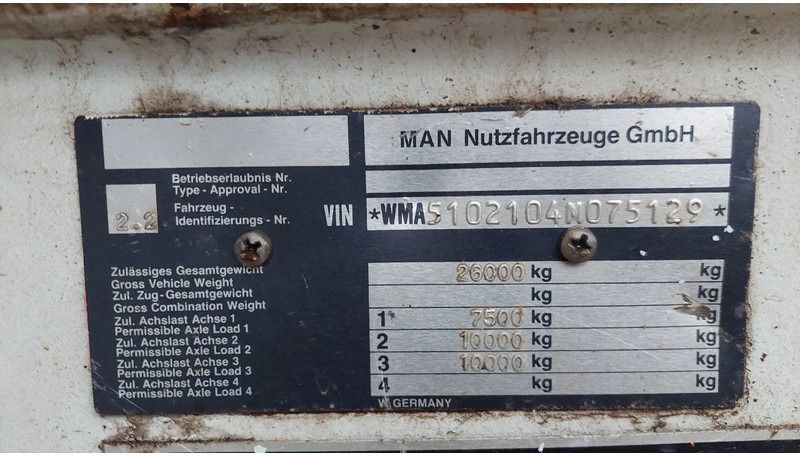 MAN Nutzfahrzeuge GmbH
Betriebserlaubnis Nr.
Type - Approval - Nr.
2.2
Fahrzeug -
Identifizierungs - Nr.
VIN *WMA5102104M075129*
Zulässiges Gesamtgewicht
Gross Vehicle Weight
26000 kg kg
Zul. Zug-Gesamtgewicht
Gross Combination Weight
kg kg
Zul. Achslast Achse 1
Permissible Axle Load 1
1 7500 kg kg
Zul. Achslast Achse 2
Permissible Axle Load 2
2 10000 kg kg
Zul. Achslast Achse 3
Permissible Axle Load 3
3 10000 kg kg
Zul. Achslast Achse 4
Permissible Axle Load 4
4 kg kg
W. GERMANY